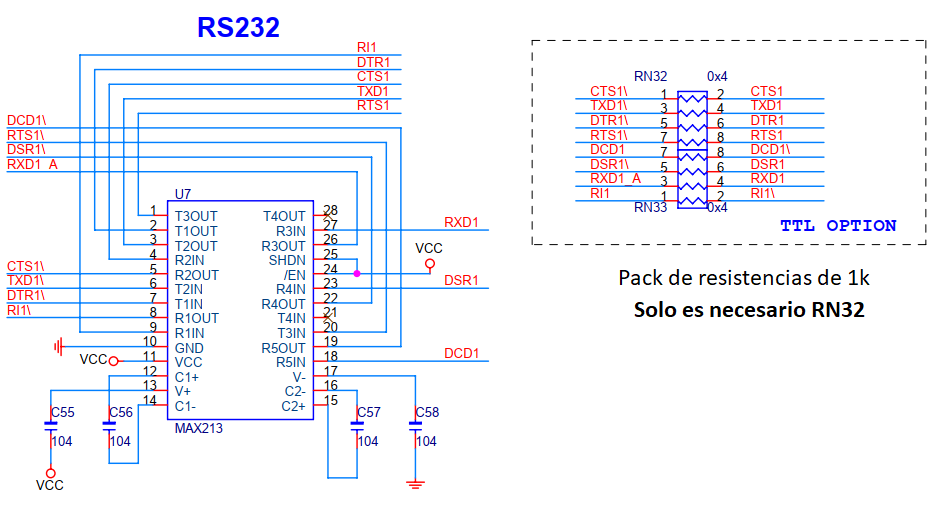 RS232
RI1
DTR1
CTS1
TXD1
RTS1
DCD1\
RTS1\
DSR1\
RXD1_A
U7
1 T3OUT T4OUT 28
2 T1OUT R3IN 27 RXD1
3 T2OUT R3OUT 26
4 R2IN SHDN 25 VCC
CTS1\ 5 R2OUT /EN 24
TXD1\ 6 T2IN R4IN 23 DSR1
DTR1\ 7 T1IN R4OUT 22
RI1\ 8 R1OUT T4IN 21
9 R1IN T3IN 20
10 GND R5OUT 19
VCC 11 VCC R5IN 18 DCD1
12 C1+ V- 17
13 V+ C2- 16
14 C1- C2+ 15
MAX213
C55 C56 C57 C58
104 104 104 104
VCC
RN32 0x4
CTS1\ 1 2 CTS1
TXD1\ 3 4 TXD1
DTR1\ 5 6 DTR1
RTS1\ 7 8 RTS1
DCD1 7 8 DCD1\
DSR1\ 5 6 DSR1
RXD1_A 3 4 RXD1
RI1 1 2 RI1\
RN33 0x4
TTL OPTION
Pack de resistencias de 1k
Solo es necesario RN32